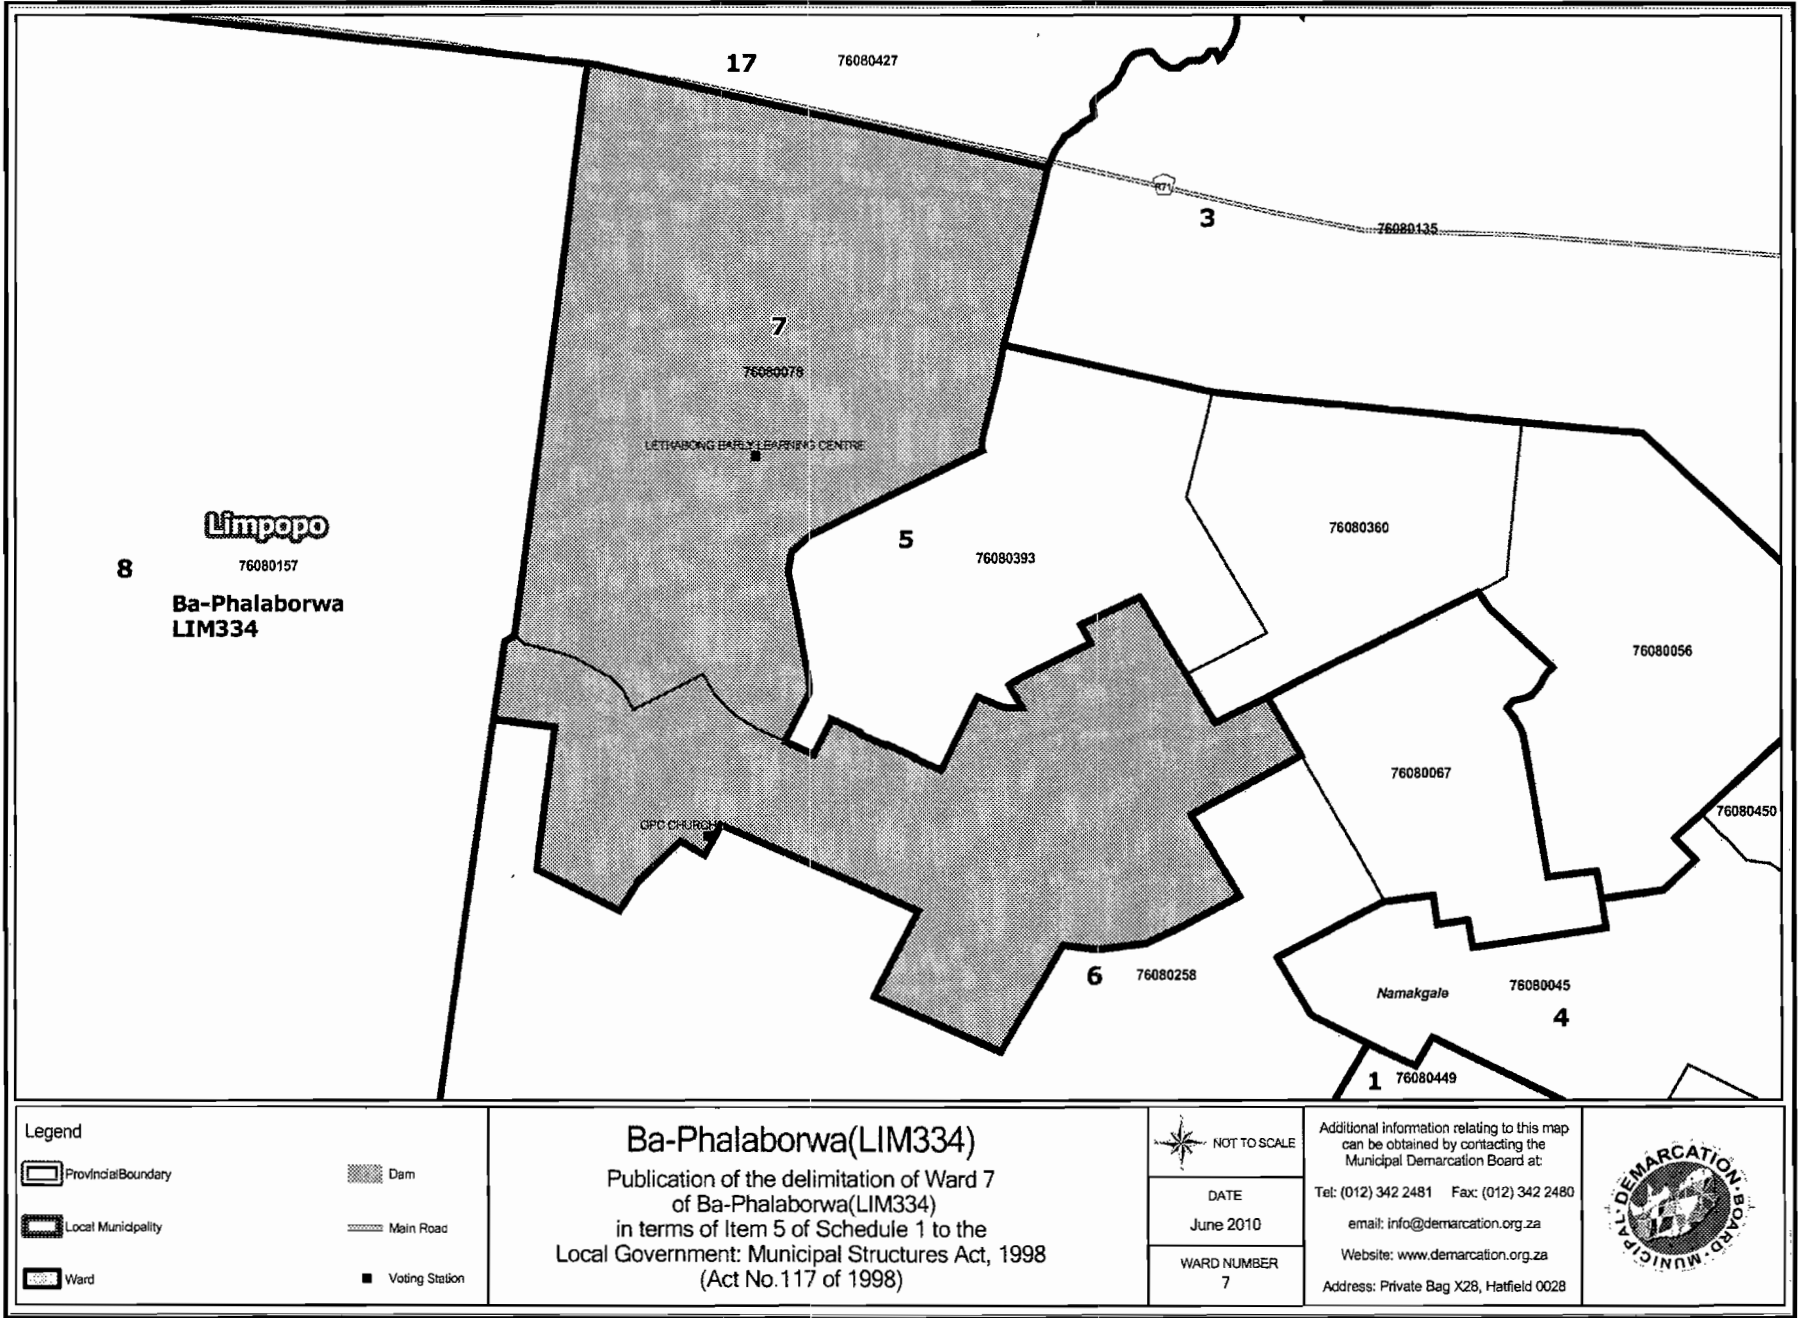 17
76080427
R71
3
76080135
7
76080078
LETHABONG EARLY LEARNING CENTRE
Limpopo
8
76080157
Ba-Phalaborwa
LIM334
5
76080393
76080360
76080056
76080067
76080450
GPC CHURCH
6
76080258
76080045
Namakgale
4
1
76080449
Legend
ProvincialBoundary
Dam
Local Municipality
Main Road
Ward
Voting Station
Ba-Phalaborwa(LIM334)
Publication of the delimitation of Ward 7
of Ba-Phalaborwa(LIM334)
in terms of Item 5 of Schedule 1 to the
Local Government: Municipal Structures Act, 1998
(Act No.117 of 1998)
NOT TO SCALE
DATE
June 2010
WARD NUMBER
7
Additional information relating to this map
can be obtained by contacting the
Municipal Demarcation Board at:
Tel: (012) 342 2481 Fax: (012) 342 2480
email: info@demarcation.org.za
Website: www.demarcation.org.za
Address: Private Bag X28, Hatfield 0028
MUNICIPAL DEMARCATION BOARD